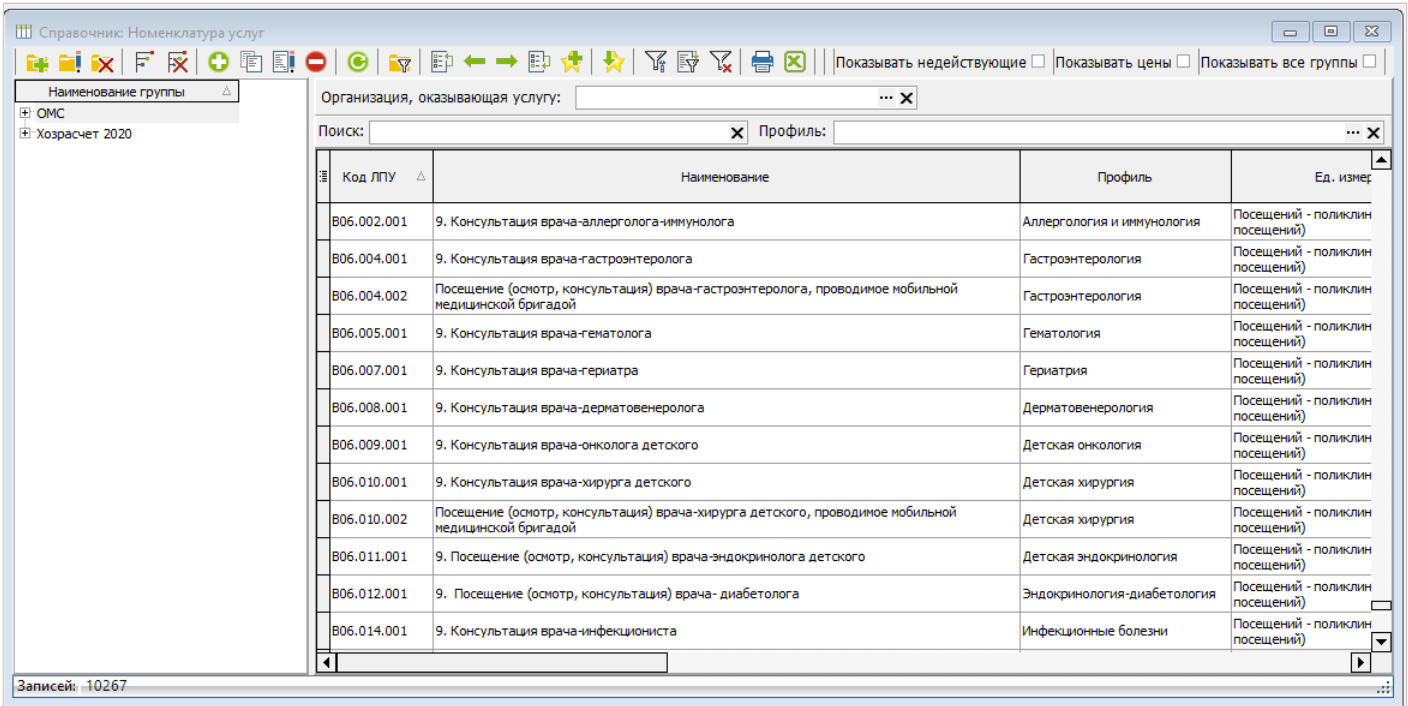 Справочник: Номенклатура услуг
Показывать недействующие Показывать цены Показывать все группы
Наименование группы
ОМС
Хозрасчет 2020
Организация, оказывающая услугу:
Поиск: Профиль:
Код ЛПУ Наименование Профиль Ед. измер
B06.002.001 9. Консультация врача-аллерголога-иммунолога Аллергология и иммунология Посещений - поликлин
посещений)
B06.004.001 9. Консультация врача-гастроэнтеролога Гастроэнтерология Посещений - поликлин
посещений)
B06.004.002 Посещение (осмотр, консультация) врача-гастроэнтеролога, проводимое мобильной
медицинской бригадой Гастроэнтерология Посещений - поликлин
посещений)
B06.005.001 9. Консультация врача-гематолога Гематология Посещений - поликлин
посещений)
B06.007.001 9. Консультация врача-гериатра Гериатрия Посещений - поликлин
посещений)
B06.008.001 9. Консультация врача-дерматовенеролога Дерматовенерология Посещений - поликлин
посещений)
B06.009.001 9. Консультация врача-онколога детского Детская онкология Посещений - поликлин
посещений)
B06.010.001 9. Консультация врача-хирурга детского Детская хирургия Посещений - поликлин
посещений)
B06.010.002 Посещение (осмотр, консультация) врача-хирурга детского, проводимое мобильной
медицинской бригадой Детская хирургия Посещений - поликлин
посещений)
B06.011.001 9. Посещение (осмотр, консультация) врача-эндокринолога детского Детская эндокринология Посещений - поликлин
посещений)
B06.012.001 9. Посещение (осмотр, консультация) врача- диабетолога Эндокринология-диабетология Посещений - поликлин
посещений)
B06.014.001 9. Консультация врача-инфекциониста Инфекционные болезни Посещений - поликлин
посещений)
Записей: 10267